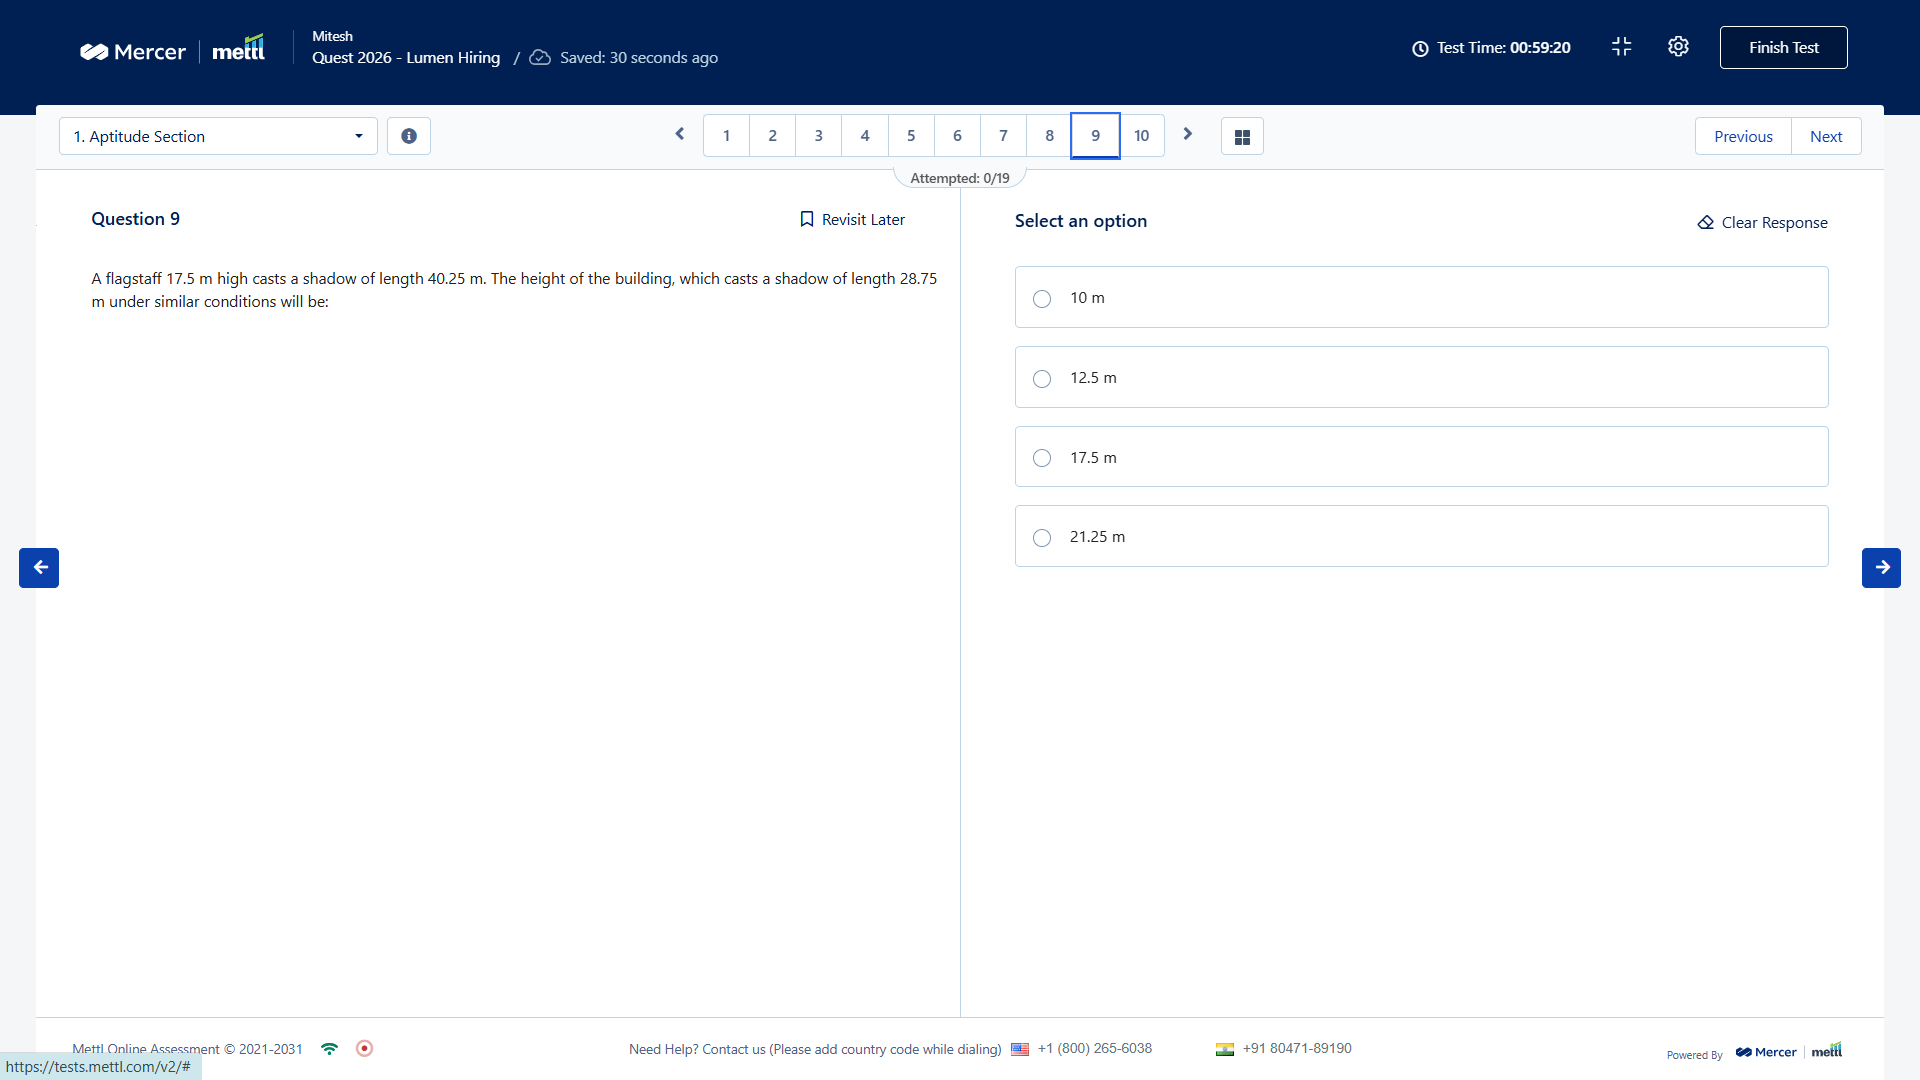 Mercer mettl
Mitesh
Quest 2026 - Lumen Hiring / Saved: 30 seconds ago
Test Time: 00:59:20
Finish Test
1. Aptitude Section
1 2 3 4 5 6 7 8 9 10
Previous Next
Attempted: 0/19
Question 9
Revisit Later
A flagstaff 17.5 m high casts a shadow of length 40.25 m. The height of the building, which casts a shadow of length 28.75
m under similar conditions will be:
Select an option
Clear Response
10 m
12.5 m
17.5 m
21.25 m
Mettl Online Assessment © 2021-2031
Need Help? Contact us (Please add country code while dialing) +1 (800) 265-6038 +91 80471-89190
Powered By Mercer mettl
https://tests.mettl.com/v2/#